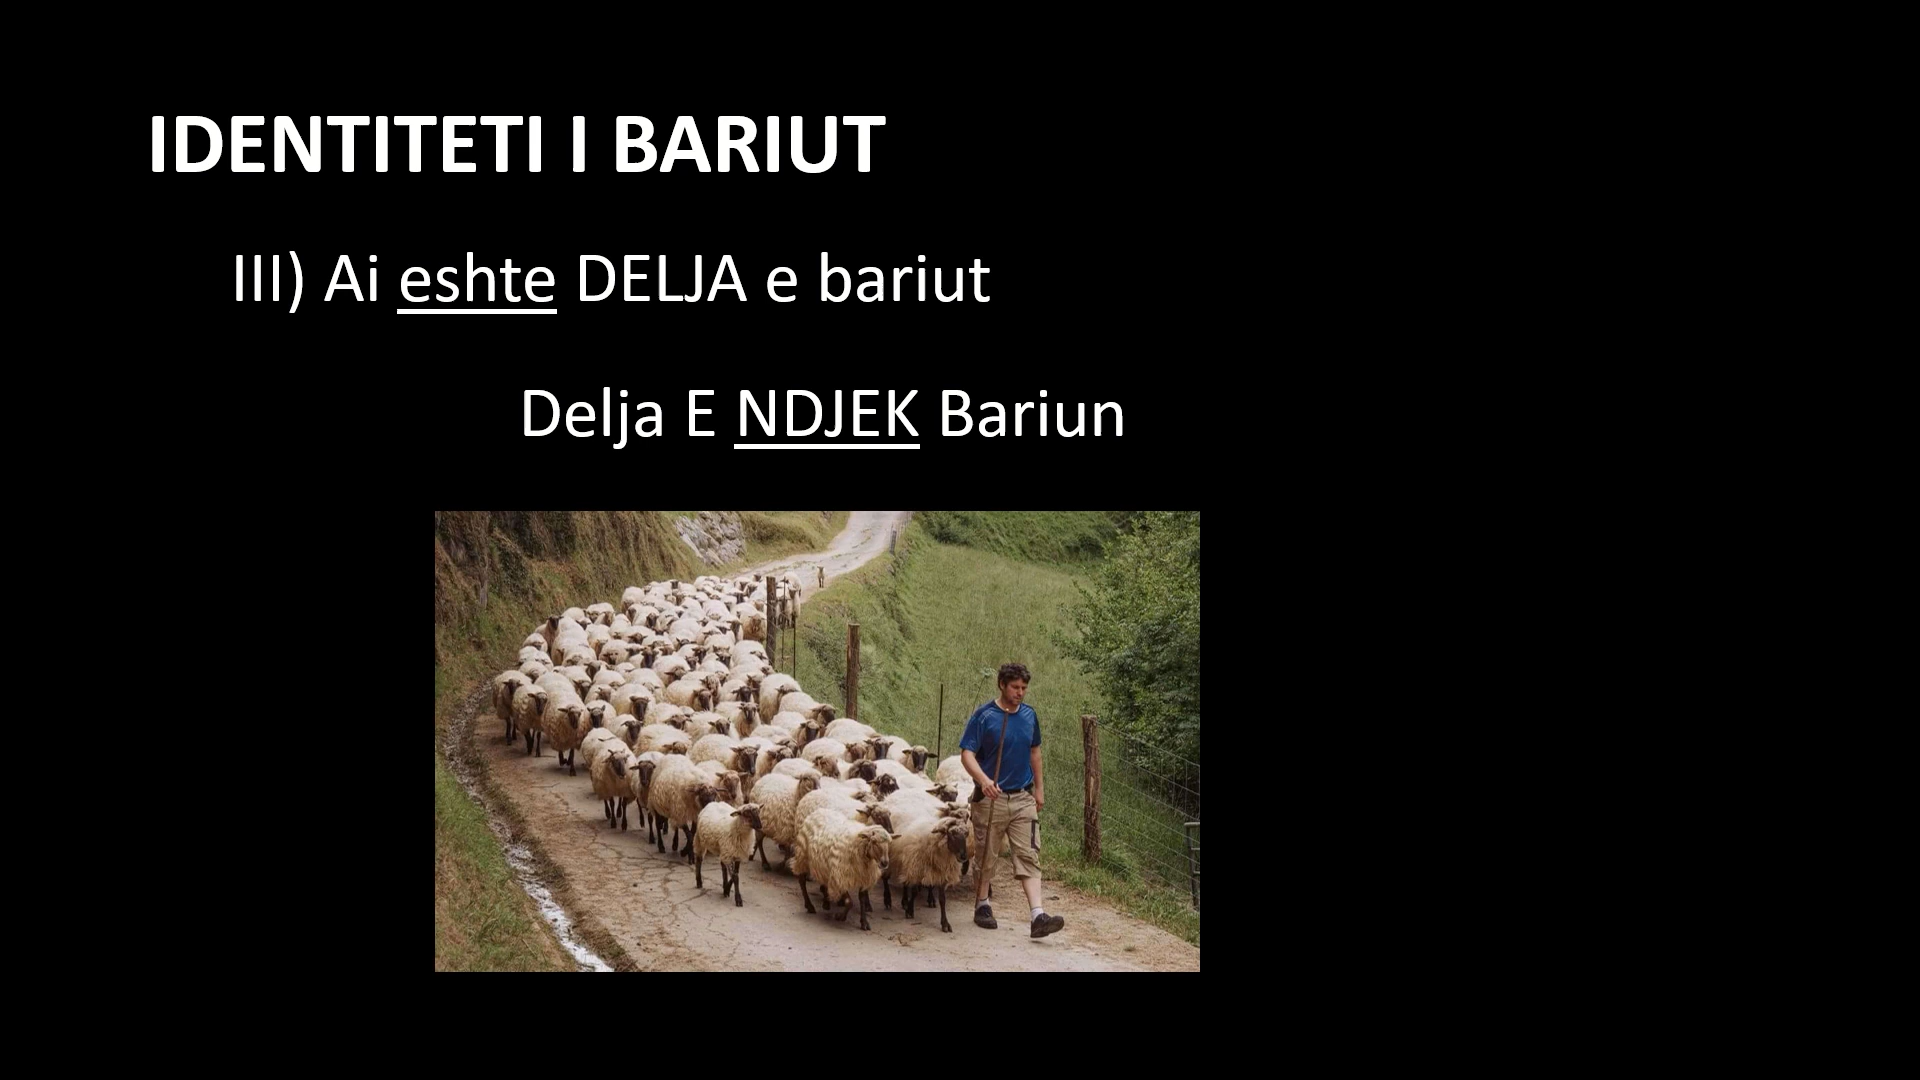 IDENTITETI I BARIUT
III) Ai eshte DELJA e bariut
Delja E NDJEK Bariun